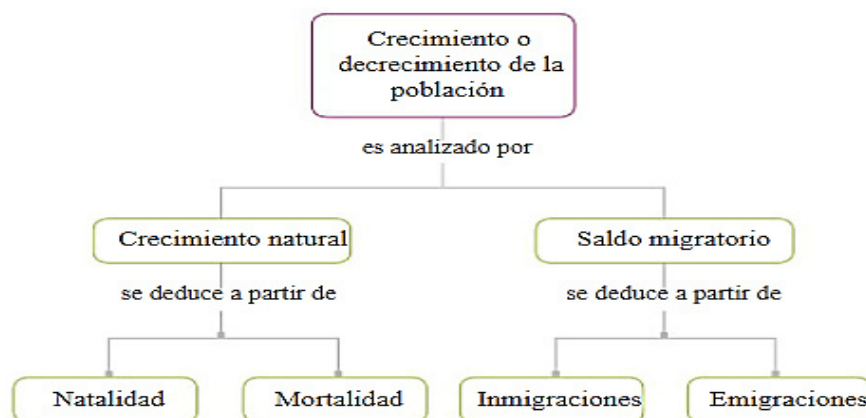 Crecimiento o
decrecimiento de la
población
es analizado por
Crecimiento natural
Saldo migratorio
se deduce a partir de
se deduce a partir de
Natalidad
Mortalidad
Inmigraciones
Emigraciones